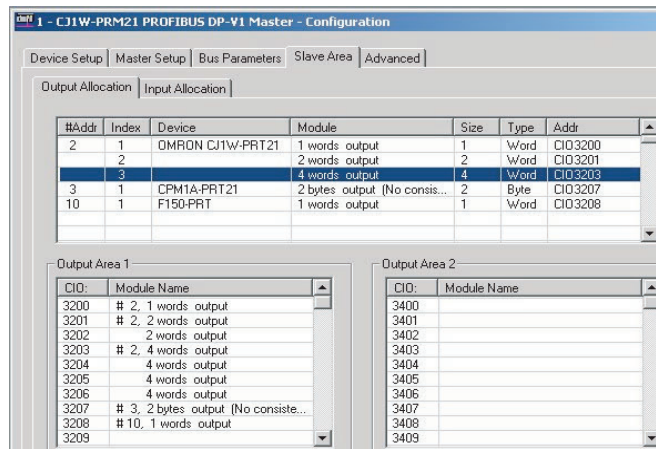 1 - CJ1W-PRM21 PROFIBUS DP-V1 Master - Configuration
Device Setup Master Setup Bus Parameters Slave Area Advanced
Output Allocation Input Allocation
#Addr Index Device Module Size Type Addr
2 1 OMRON CJ1W-PRT21 1 words output 1 Word CIO3200
2 2 words output 2 Word CIO3201
3 4 words output 4 Word CIO3203
3 1 CPM1A-PRT21 2 bytes output (No consis... 2 Byte CIO3207
10 1 F150-PRT 1 words output 1 Word CIO3208
Output Area 1
CIO: Module Name
3200 # 2, 1 words output
3201 # 2, 2 words output
3202 2 words output
3203 # 2, 4 words output
3204 4 words output
3205 4 words output
3206 4 words output
3207 # 3, 2 bytes output (No consiste...
3208 #10, 1 words output
3209
Output Area 2
CIO: Module Name
3400
3401
3402
3403
3404
3405
3406
3407
3408
3409